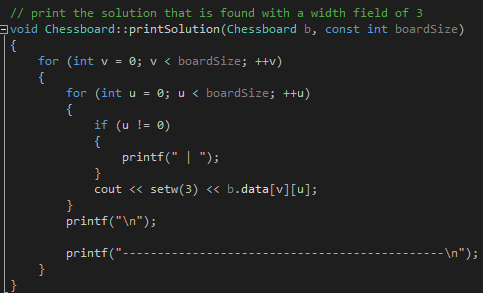 // print the solution that is found with a width field of 3
void Chessboard::printSolution(Chessboard b, const int boardSize)
{
    for (int v = 0; v < boardSize; ++v)
    {
        for (int u = 0; u < boardSize; ++u)
        {
            if (u != 0)
            {
                printf(" | ");
            }
            cout << setw(3) << b.data[v][u];
        }
        printf("\n");

        printf("----------------------------------------------\n");
    }
}